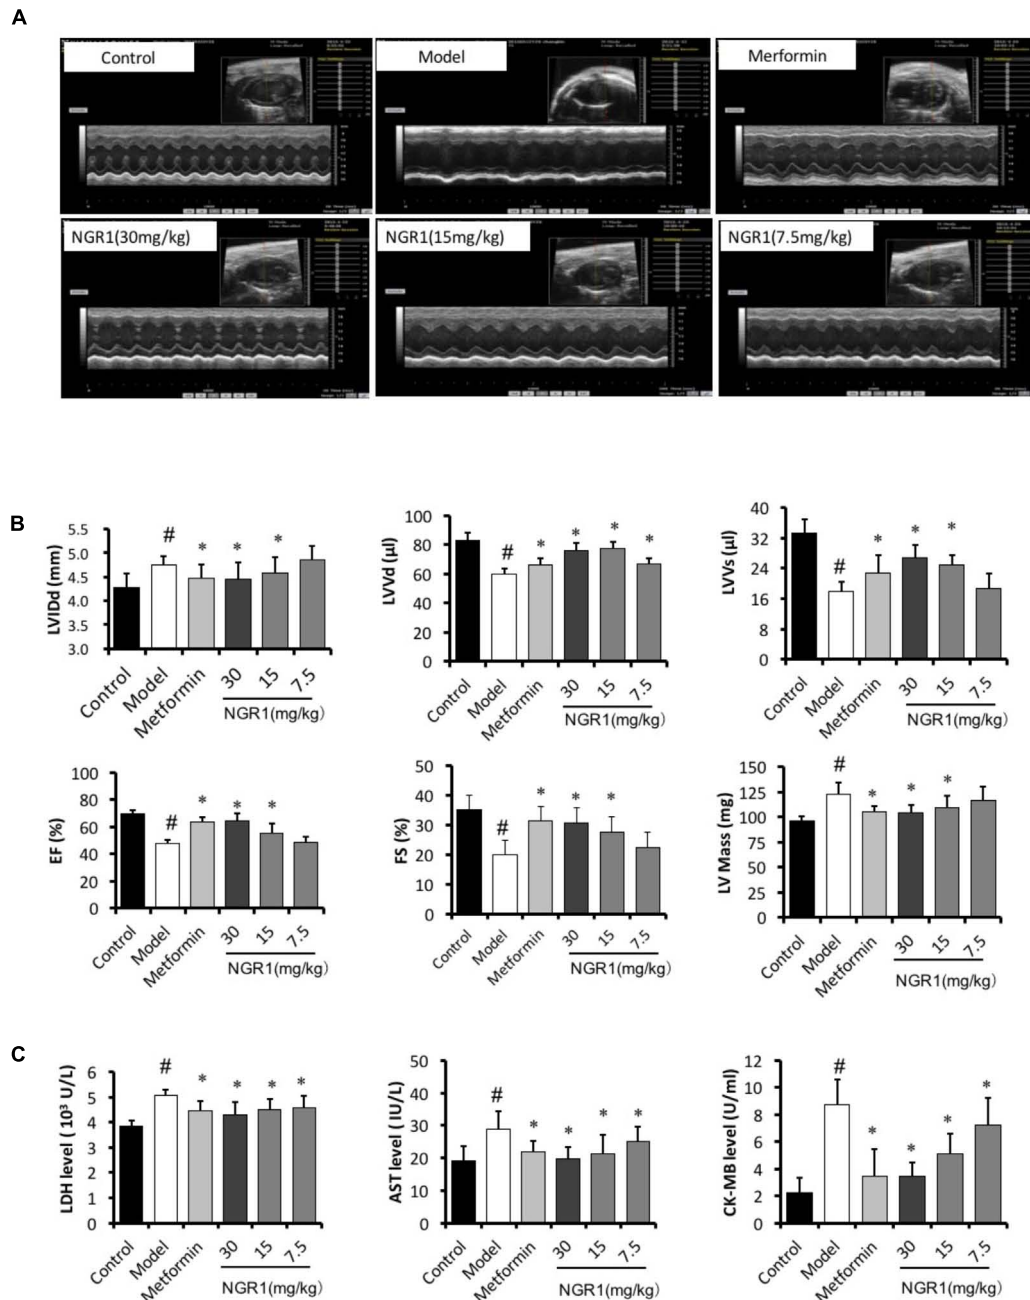 A
Control
Model
Merformin
NGR1(30mg/kg)
NGR1(15mg/kg)
NGR1(7.5mg/kg)
B
LVIDd (mm)
5.5
5.0
4.5
4.0
3.5
3.0
# * * *
Control
Model
Metformin
30
15
7.5
NGR1(mg/kg)
LVVd (µl)
100
80
60
40
20
0
# * * * *
Control
Model
Metformin
30
15
7.5
NGR1(mg/kg)
LVVs (µl)
40
32
24
16
8
0
# * * *
Control
Model
Metformin
30
15
7.5
NGR1(mg/kg)
EF (%)
100
80
60
40
20
0
# * * *
Control
Model
Metformin
30
15
7.5
NGR1(mg/kg)
FS (%)
50
40
30
20
10
0
# * * *
Control
Model
Metformin
30
15
7.5
NGR1(mg/kg)
LV Mass (mg)
150
125
100
75
50
25
0
# * * *
Control
Model
Metformin
30
15
7.5
NGR1(mg/kg)
C
LDH level ( 10³ U/L)
6
5
4
3
2
1
0
# * * * *
Control
Model
Metformin
30
15
7.5
NGR1(mg/kg)
AST level (IU/L)
50
40
30
20
10
0
# * * * *
Control
Model
Metformin
30
15
7.5
NGR1(mg/kg)
CK-MB level (U/ml)
12
10
8
6
4
2
0
# * * * *
Control
Model
Metformin
30
15
7.5
NGR1(mg/kg)